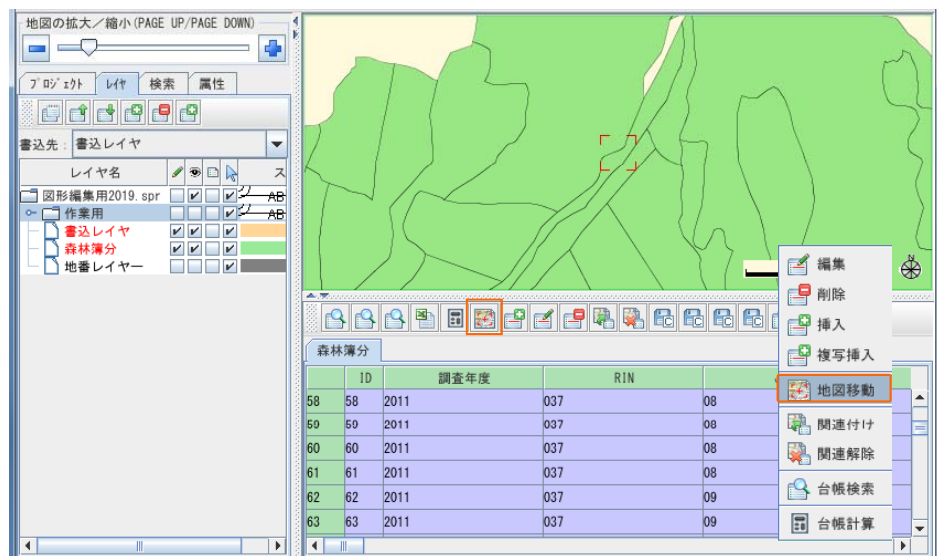 地図の拡大/縮小(PAGE UP/PAGE DOWN)
プロジェクト レイヤ 検索 属性
書込先: 書込レイヤ
レイヤ名 ス
図形編集用2019.spr AB
作業用 AB
書込レイヤ
森林簿分
地番レイヤー
N
編集
削除
挿入
複写挿入
地図移動
関連付け
関連解除
台帳検索
台帳計算
森林簿分
ID 調査年度 RIN
58 58 2011 037 08
59 59 2011 037 08
60 60 2011 037 08
61 61 2011 037 08
62 62 2011 037 09
63 63 2011 037 09